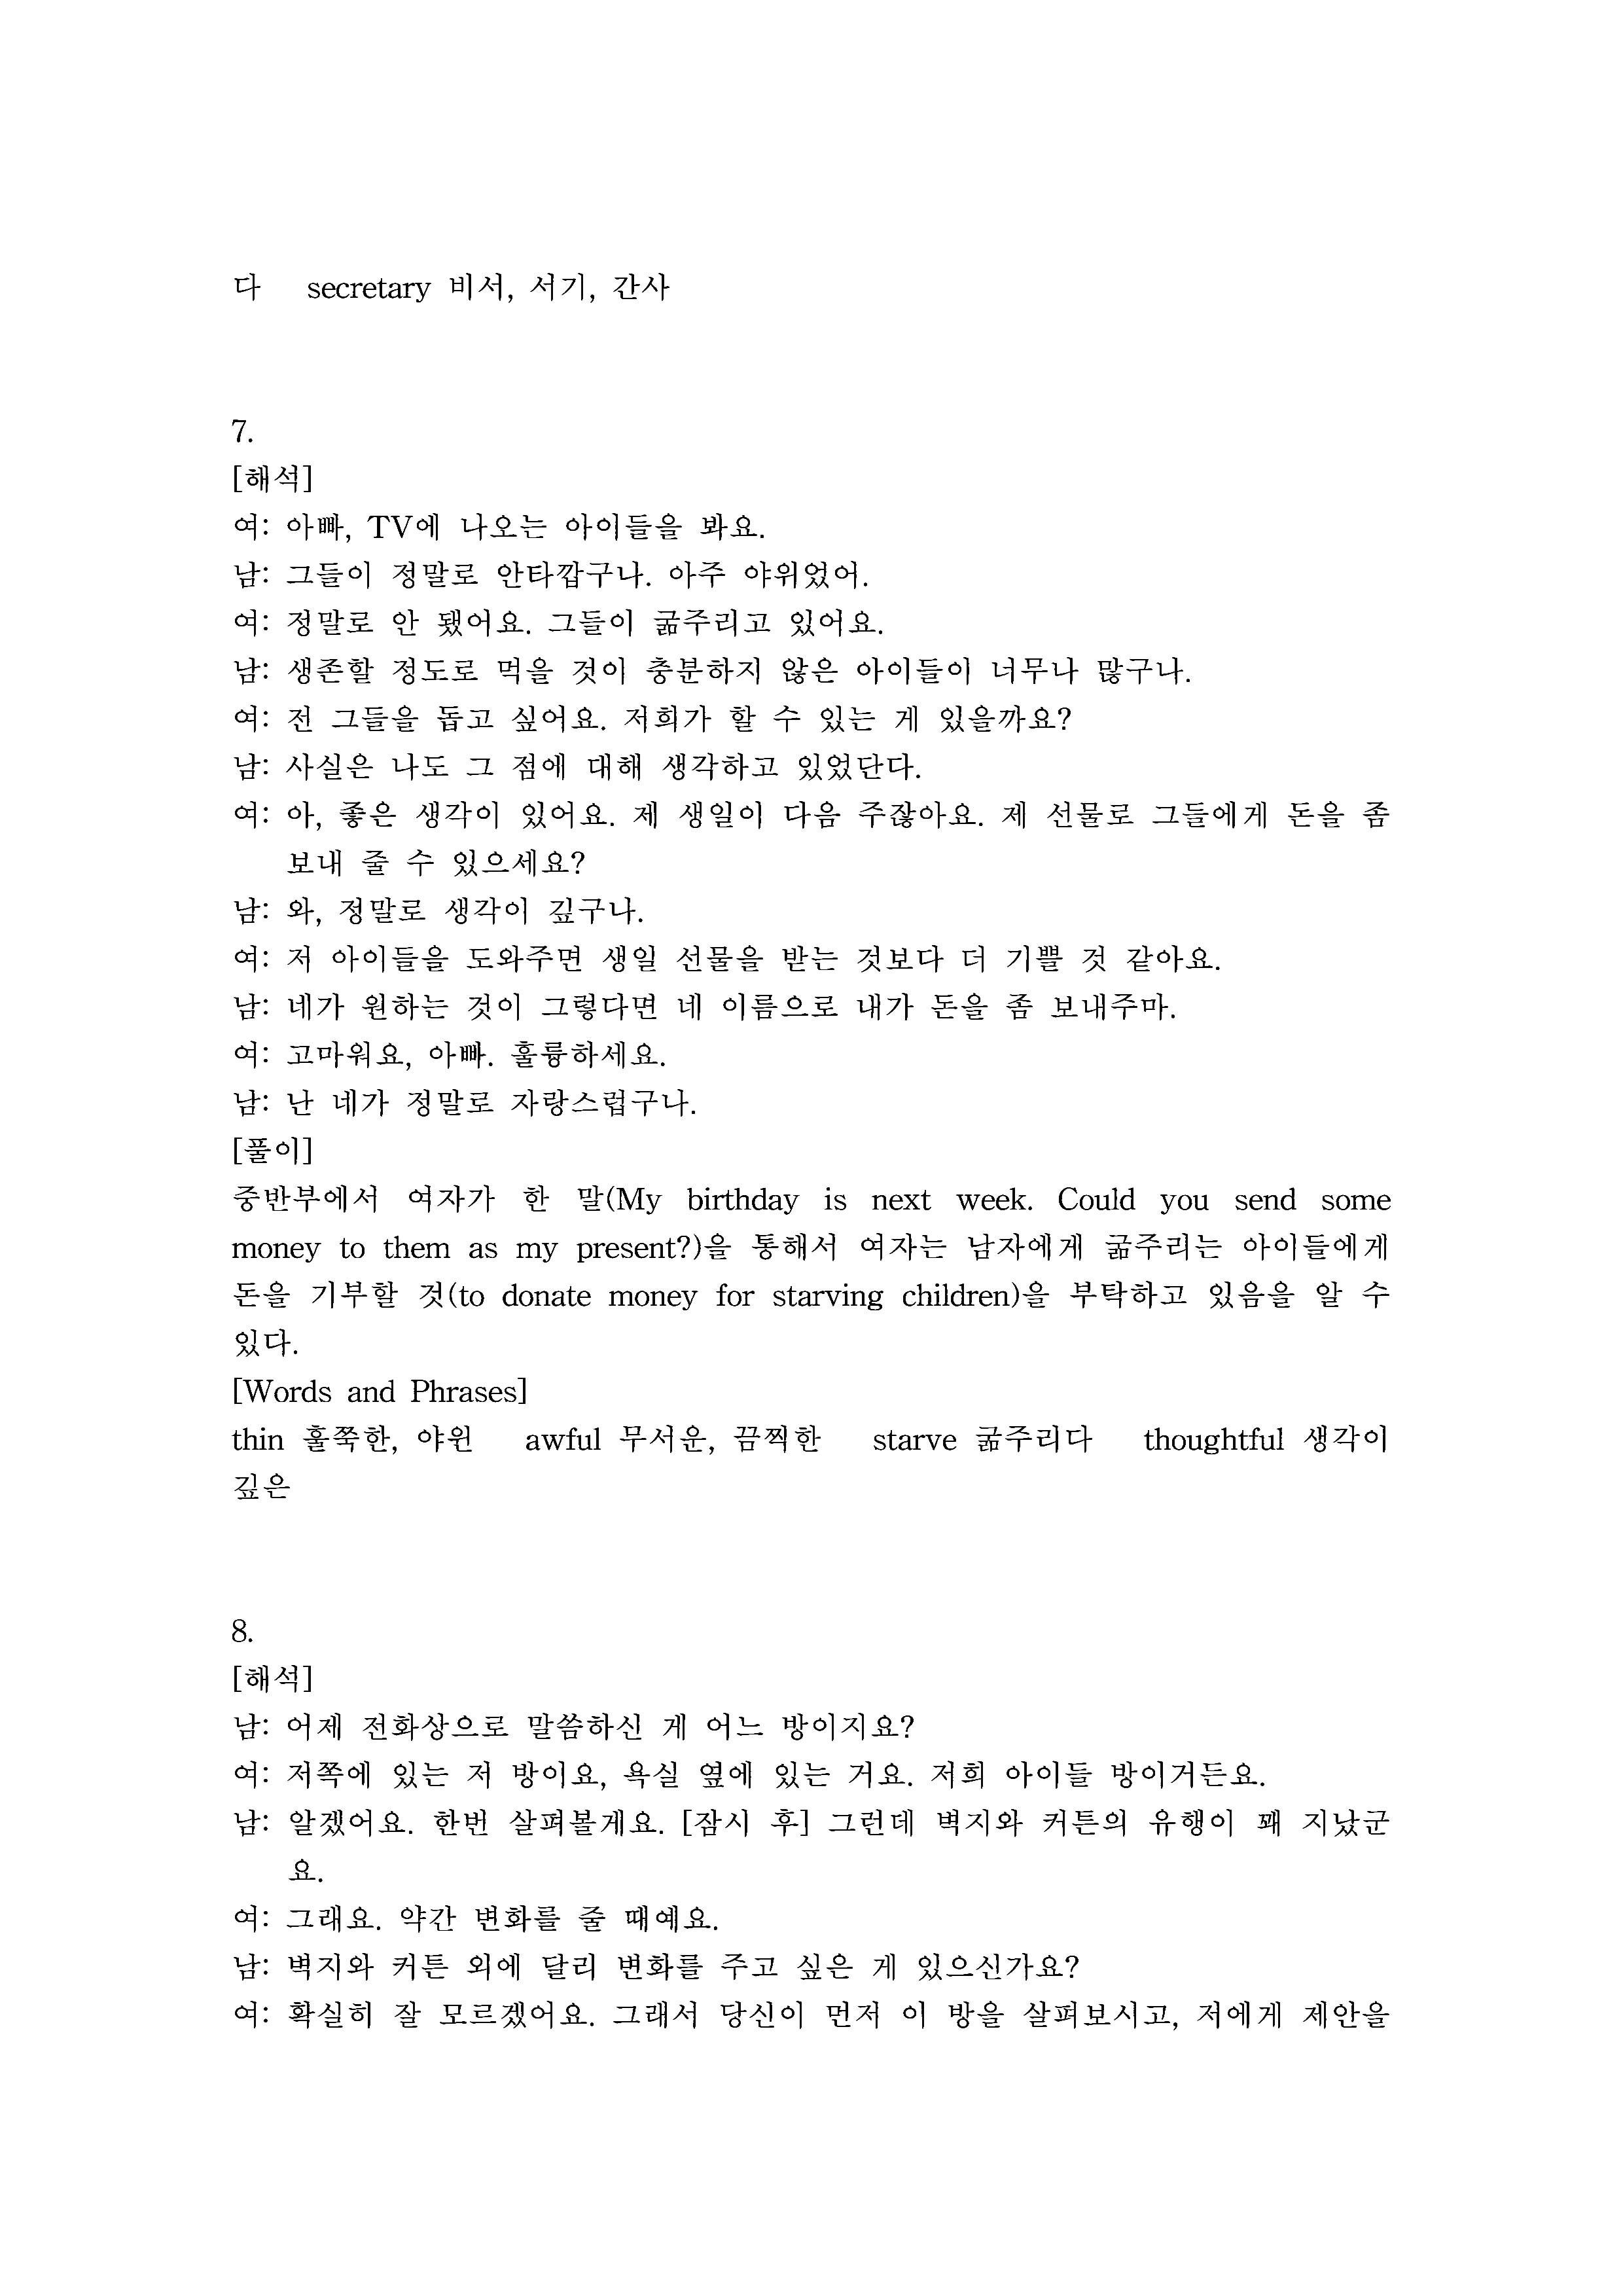 다 secretary 비서, 서기, 간사
7.
[해석]
여: 아빠, TV에 나오는 아이들을 봐요.
남: 그들이 정말로 안타깝구나. 아주 야위었어.
여: 정말로 안 됐어요. 그들이 굶주리고 있어요.
남: 생존할 정도로 먹을 것이 충분하지 않은 아이들이 너무나 많구나.
여: 전 그들을 돕고 싶어요. 저희가 할 수 있는 게 있을까요?
남: 사실은 나도 그 점에 대해 생각하고 있었단다.
여: 아, 좋은 생각이 있어요. 제 생일이 다음 주잖아요. 제 선물로 그들에게 돈을 좀
보내 줄 수 있으세요?
남: 와, 정말로 생각이 깊구나.
여: 저 아이들을 도와주면 생일 선물을 받는 것보다 더 기쁠 것 같아요.
남: 네가 원하는 것이 그렇다면 네 이름으로 내가 돈을 좀 보내주마.
여: 고마워요, 아빠. 훌륭하세요.
남: 난 네가 정말로 자랑스럽구나.
[풀이]
중반부에서 여자가 한 말(My birthday is next week. Could you send some
money to them as my present?)을 통해서 여자는 남자에게 굶주리는 아이들에게
돈을 기부할 것(to donate money for starving children)을 부탁하고 있음을 알 수
있다.
[Words and Phrases]
thin 홀쭉한, 야윈 awful 무서운, 끔찍한 starve 굶주리다 thoughtful 생각이
깊은
8.
[해석]
남: 어제 전화상으로 말씀하신 게 어느 방이지요?
여: 저쪽에 있는 저 방이요, 욕실 옆에 있는 거요. 저희 아이들 방이거든요.
남: 알겠어요. 한번 살펴볼게요. [잠시 후] 그런데 벽지와 커튼의 유행이 꽤 지났군
요.
여: 그래요. 약간 변화를 줄 때예요.
남: 벽지와 커튼 외에 달리 변화를 주고 싶은 게 있으신가요?
여: 확실히 잘 모르겠어요. 그래서 당신이 먼저 이 방을 살펴보시고, 저에게 제안을